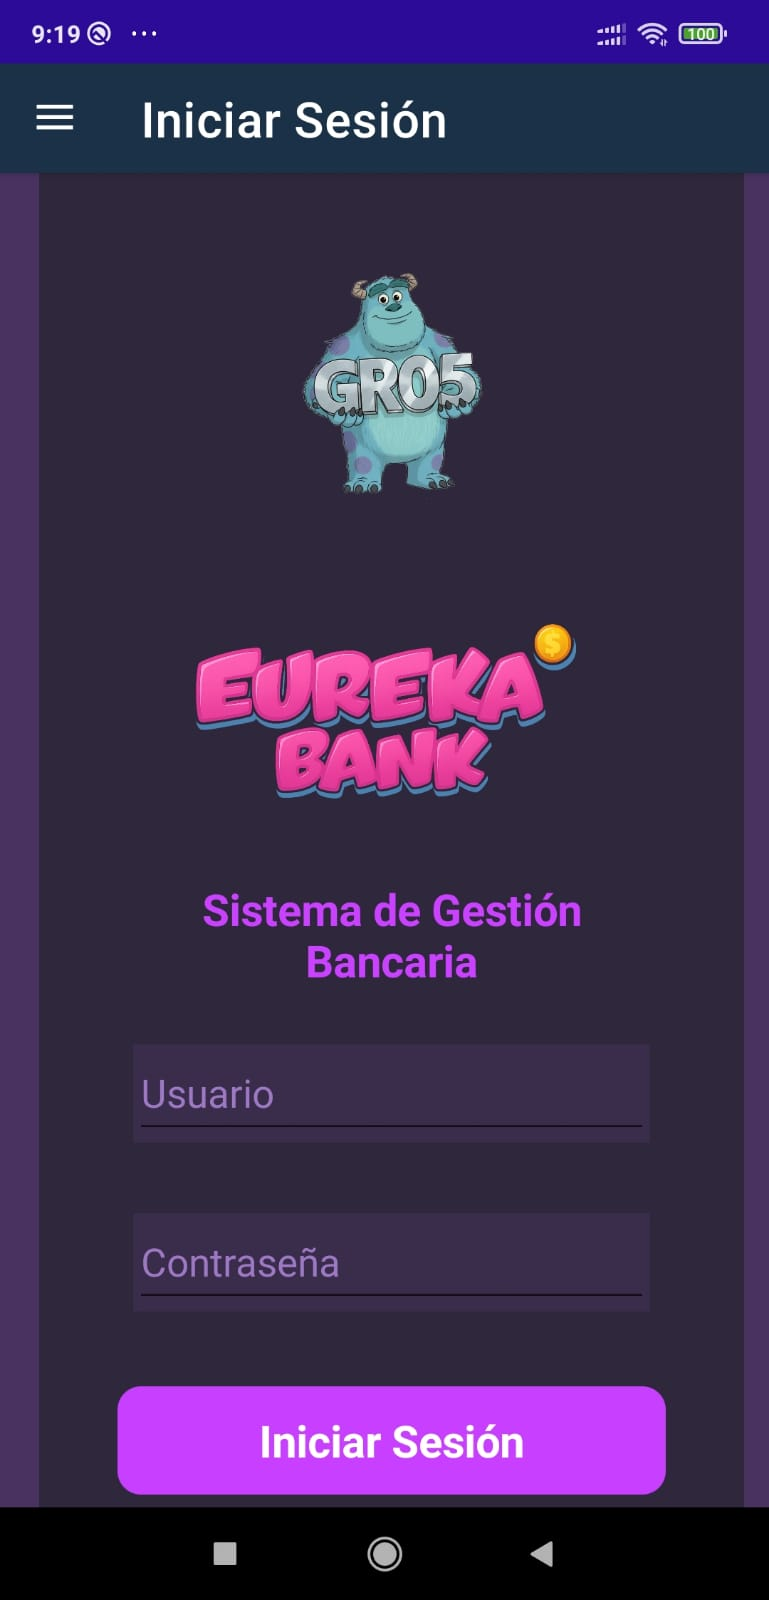 9:19
100
Iniciar Sesión
GR05
EUREKA
$
BANK
Sistema de Gestión
Bancaria
Usuario
Contraseña
Iniciar Sesión